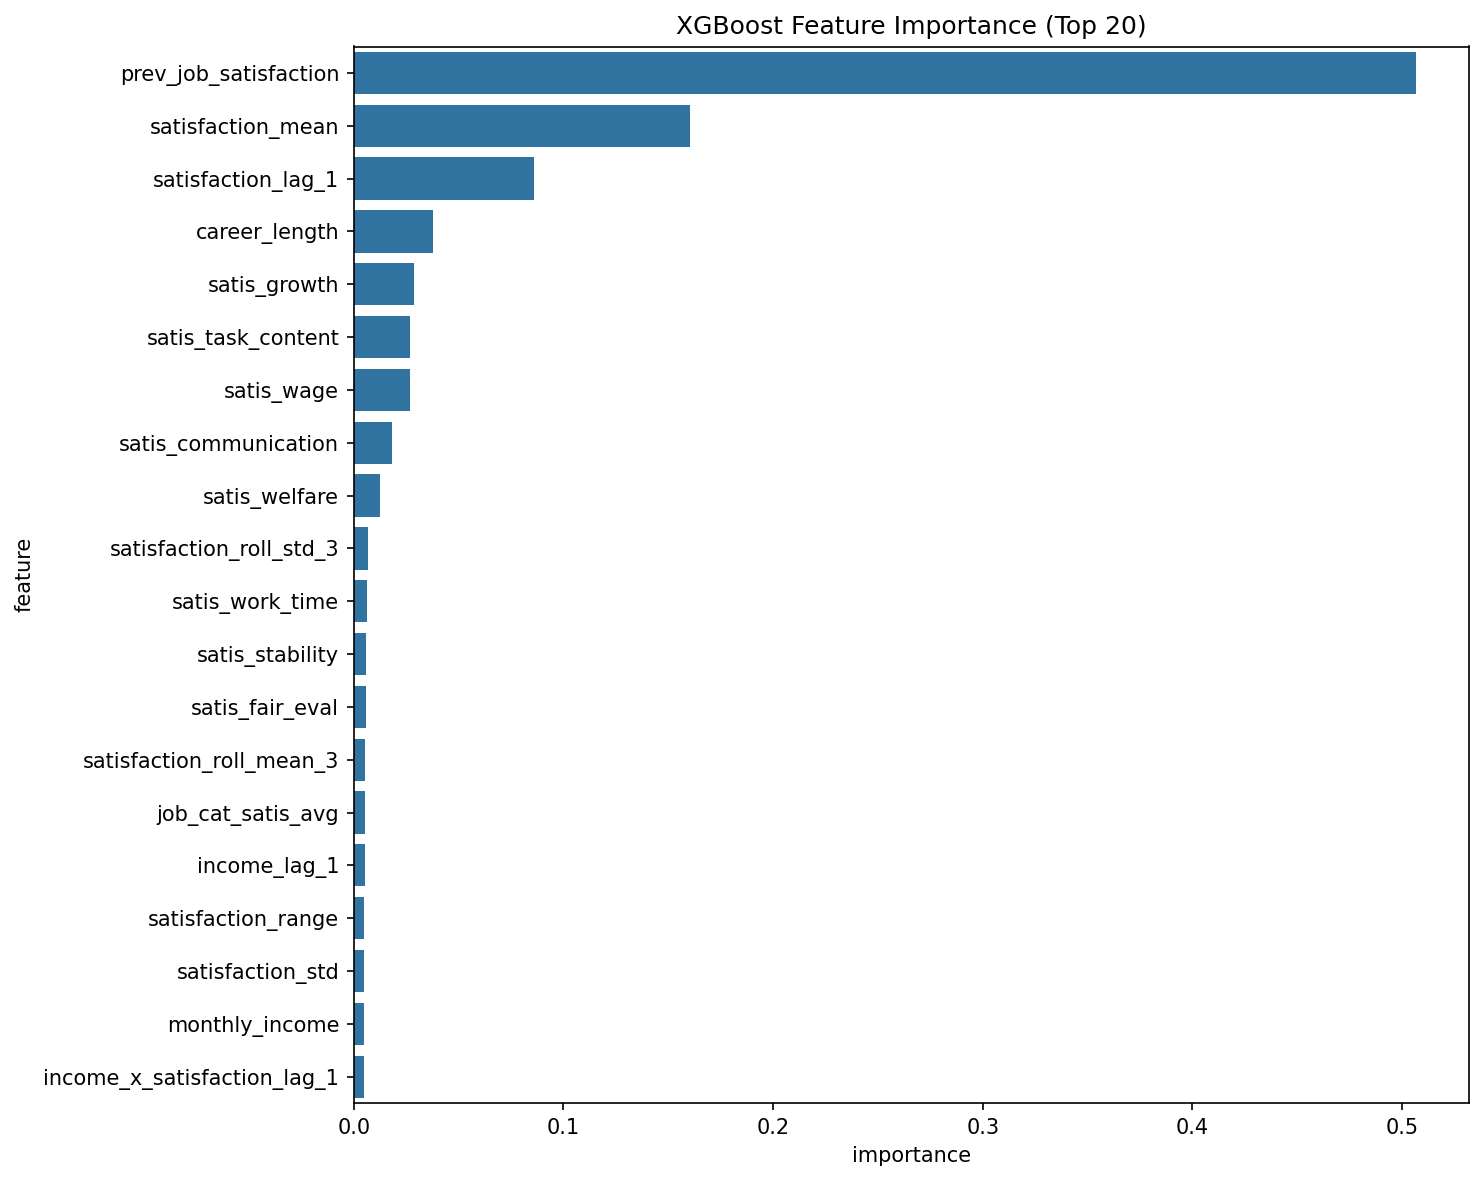 XGBoost Feature Importance (Top 20)
prev_job_satisfaction
satisfaction_mean
satisfaction_lag_1
career_length
satis_growth
satis_task_content
satis_wage
satis_communication
satis_welfare
satisfaction_roll_std_3
satis_work_time
satis_stability
satis_fair_eval
satisfaction_roll_mean_3
job_cat_satis_avg
income_lag_1
satisfaction_range
satisfaction_std
monthly_income
income_x_satisfaction_lag_1
feature
0.0 0.1 0.2 0.3 0.4 0.5
importance